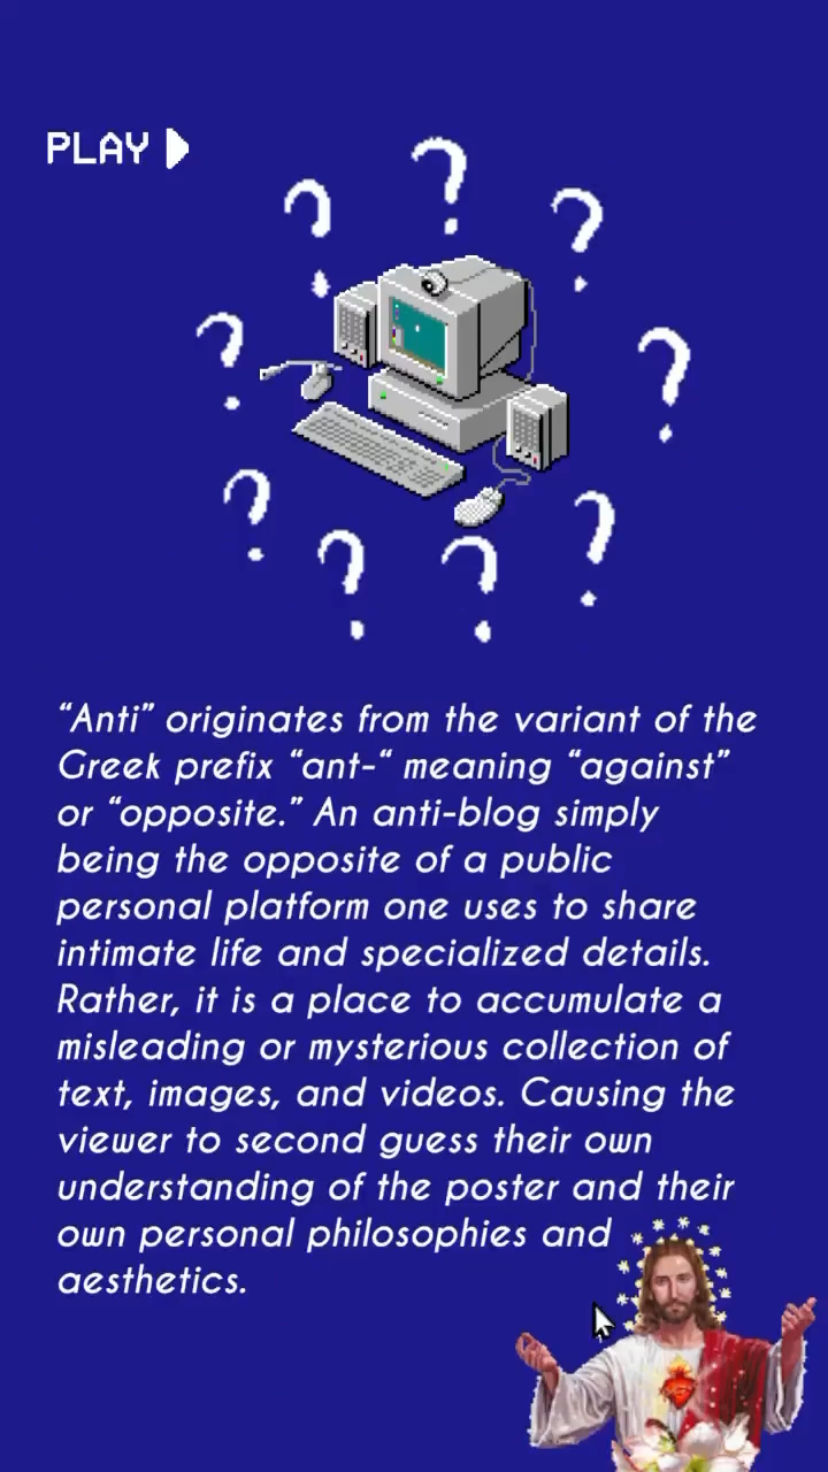 PLAY
“Anti” originates from the variant of the
Greek prefix “ant-“ meaning “against”
or “opposite.” An anti-blog simply
being the opposite of a public
personal platform one uses to share
intimate life and specialized details.
Rather, it is a place to accumulate a
misleading or mysterious collection of
text, images, and videos. Causing the
viewer to second guess their own
understanding of the poster and their
own personal philosophies and
aesthetics.